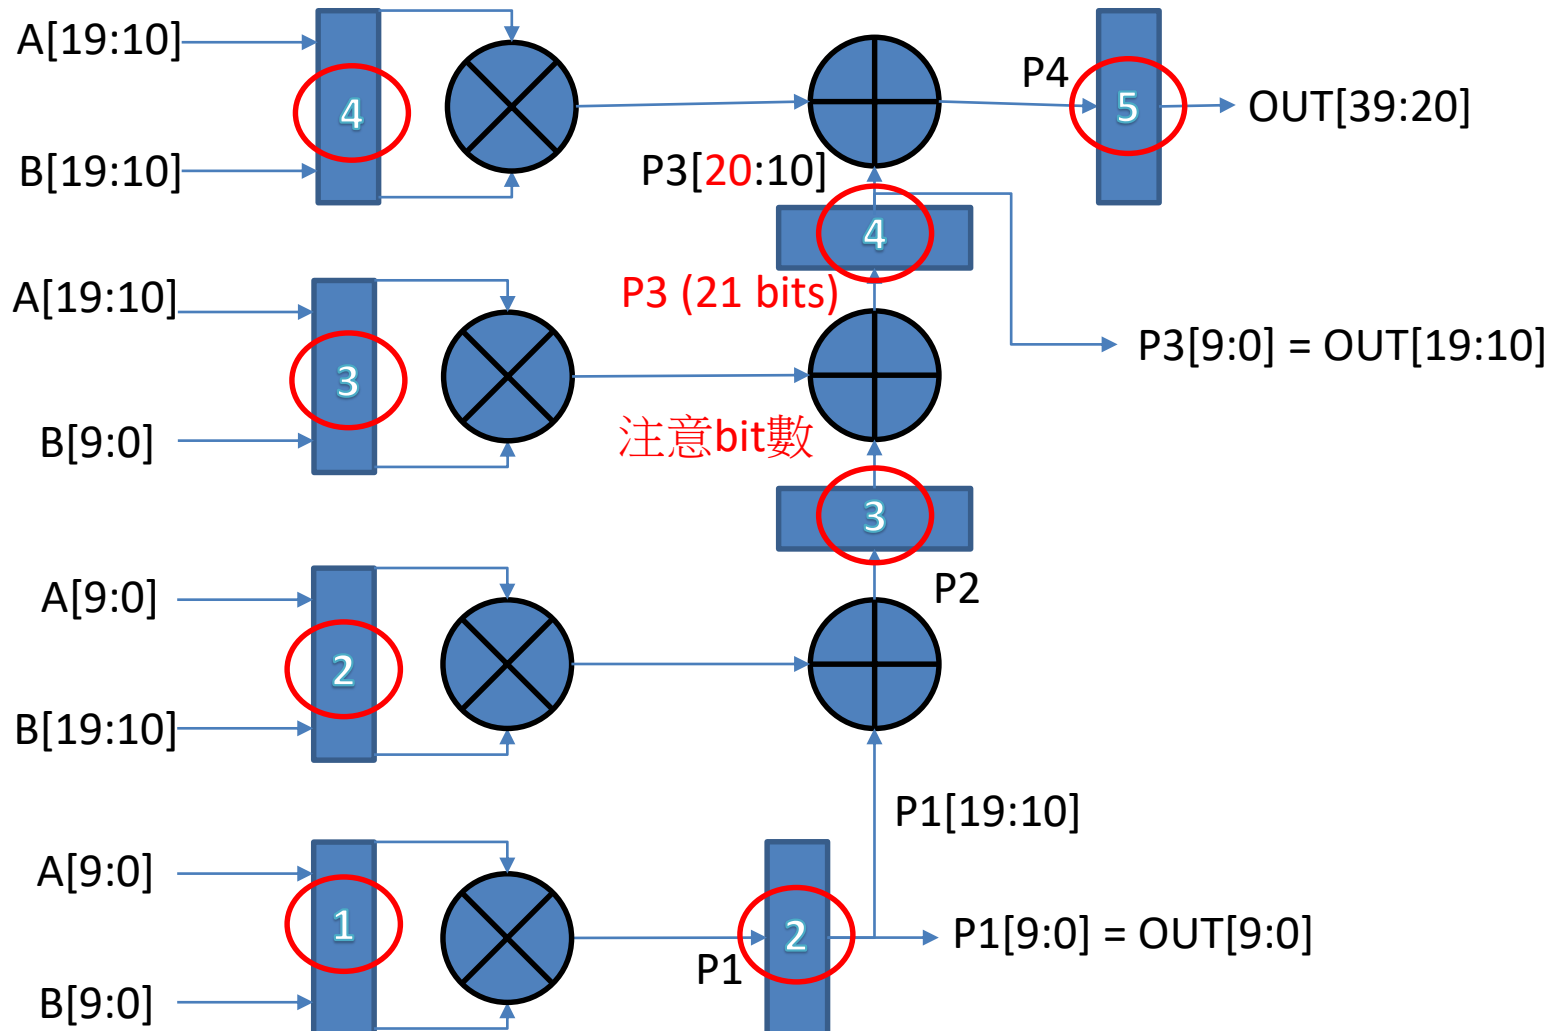 A[19:10]
4
B[19:10]
P4
5
OUT[39:20]
P3[20:10]
4
P3 (21 bits)
A[19:10]
3
B[9:0]
P3[9:0] = OUT[19:10]
注意bit數
3
P2
A[9:0]
2
B[19:10]
P1[19:10]
A[9:0]
1
B[9:0]
P1
2
P1[9:0] = OUT[9:0]